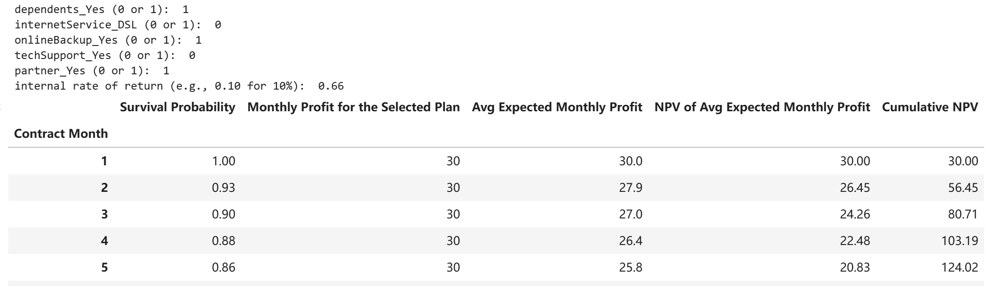 dependents_Yes (0 or 1):  1
internetService_DSL (0 or 1):  0
onlineBackup_Yes (0 or 1):  1
techSupport_Yes (0 or 1):  0
partner_Yes (0 or 1):  1
internal rate of return (e.g., 0.10 for 10%):  0.66
Survival Probability Monthly Profit for the Selected Plan Avg Expected Monthly Profit NPV of Avg Expected Monthly Profit Cumulative NPV
Contract Month
1 1.00 30 30.0 30.00 30.00
2 0.93 30 27.9 26.45 56.45
3 0.90 30 27.0 24.26 80.71
4 0.88 30 26.4 22.48 103.19
5 0.86 30 25.8 20.83 124.02